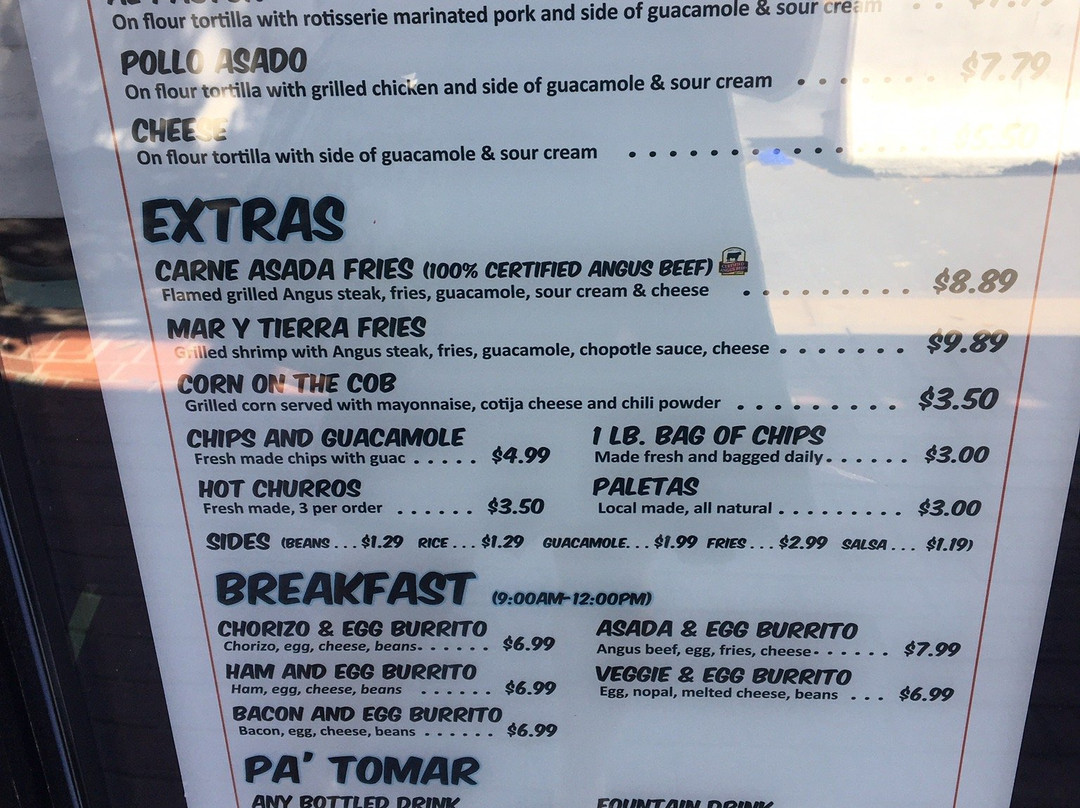 On flour tortilla with rotisserie marinated pork and side of guacamole & sour cream
POLLO ASADO
On flour tortilla with grilled chicken and side of guacamole & sour cream . . . . . . . $7.79
CHEESE
On flour tortilla with side of guacamole & sour cream . . . . . . . . . . . $5.50
EXTRAS
CARNE ASADA FRIES (100% CERTIFIED ANGUS BEEF)
Flamed grilled Angus steak, fries, guacamole, sour cream & cheese . . . . . . . . . $8.89
MAR Y TIERRA FRIES
Grilled shrimp with Angus steak, fries, guacamole, chopotle sauce, cheese . . . . . . . $9.89
CORN ON THE COB
Grilled corn served with mayonnaise, cotija cheese and chili powder . . . . . . . . . $3.50
CHIPS AND GUACAMOLE 1 LB. BAG OF CHIPS
Fresh made chips with guac . . . . . $4.99 Made fresh and bagged daily. . . . . . . $3.00
HOT CHURROS PALETAS
Fresh made, 3 per order . . . . . . $3.50 Local made, all natural . . . . . . . . . $3.00
SIDES (BEANS . . . $1.29 RICE . . . $1.29 GUACAMOLE. . . $1.99 FRIES . . . $2.99 SALSA . . . $1.19)
BREAKFAST (9:00AM-12:00PM)
CHORIZO & EGG BURRITO ASADA & EGG BURRITO
Chorizo, egg, cheese, beans. . . . . . $6.99 Angus beef, egg, fries, cheese. . . . . . $7.99
HAM AND EGG BURRITO VEGGIE & EGG BURRITO
Ham, egg, cheese, beans . . . . . . $6.99 Egg, nopal, melted cheese, beans . . . $6.99
BACON AND EGG BURRITO
Bacon, egg, cheese, beans . . . . . . $6.99
PA' TOMAR
ANY BOTTLED DRINK FOUNTAIN DRINK